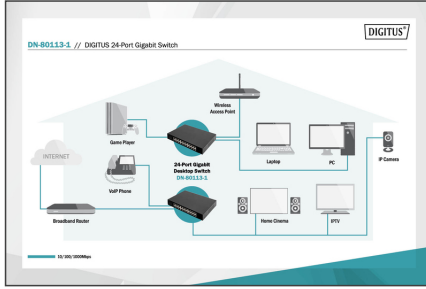 DIGITUS®
DN-80113-1 // DIGITUS 24-Port Gigabit Switch
Wireless
Access Point
Game Player
INTERNET
24-Port Gigabit
Desktop Switch
DN-80113-1
Laptop
PC
IP Camera
VoIP Phone
Broadband Router
Home Cinema
IPTV
10/100/1000Mbps